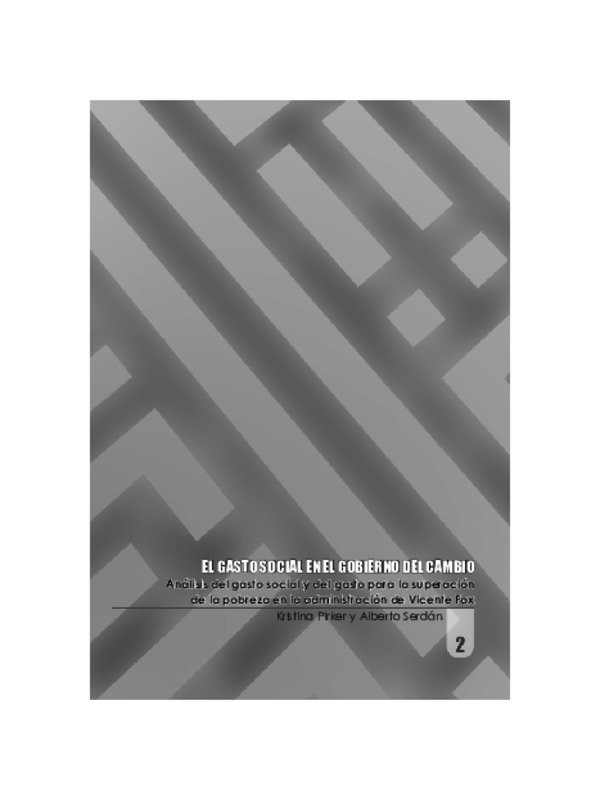 EL GASTO SOCIAL EN EL GOBIERNO DEL CAMBIO
Análisis del gasto social y del gasto para la superación
de la pobreza en la administración de Vicente Fox
Kristina Pirker y Alberto Serdán
2